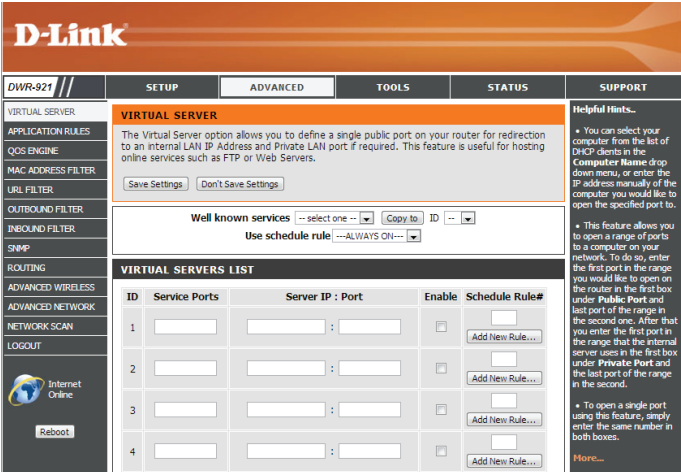 D-Link
DWR-921
SETUP
ADVANCED
TOOLS
STATUS
SUPPORT
VIRTUAL SERVER
APPLICATION RULES
QOS ENGINE
MAC ADDRESS FILTER
URL FILTER
OUTBOUND FILTER
INBOUND FILTER
SNMP
ROUTING
ADVANCED WIRELESS
ADVANCED NETWORK
NETWORK SCAN
LOGOUT
Internet
Online
Reboot
VIRTUAL SERVER
The Virtual Server option allows you to define a single public port on your router for redirection
to an internal LAN IP Address and Private LAN port if required. This feature is useful for hosting
online services such as FTP or Web Servers.
Save Settings Don't Save Settings
Well known services -- select one -- Copy to ID --
Use schedule rule ---ALWAYS ON---
VIRTUAL SERVERS LIST
ID Service Ports Server IP : Port Enable Schedule Rule#
1 :
Add New Rule...
2 :
Add New Rule...
3 :
Add New Rule...
4 :
Add New Rule...
Helpful Hints..
• You can select your
computer from the list of
DHCP clients in the
Computer Name drop
down menu, or enter the
IP address manually of the
computer you would like to
open the specified port to.
• This feature allows you
to open a range of ports
to a computer on your
network. To do so, enter
the first port in the range
you would like to open on
the router in the first box
under Public Port and
last port of the range in
the second one. After that
you enter the first port in
the range that the internal
server uses in the first box
under Private Port and
the last port of the range
in the second.
• To open a single port
using this feature, simply
enter the same number in
both boxes.
More...